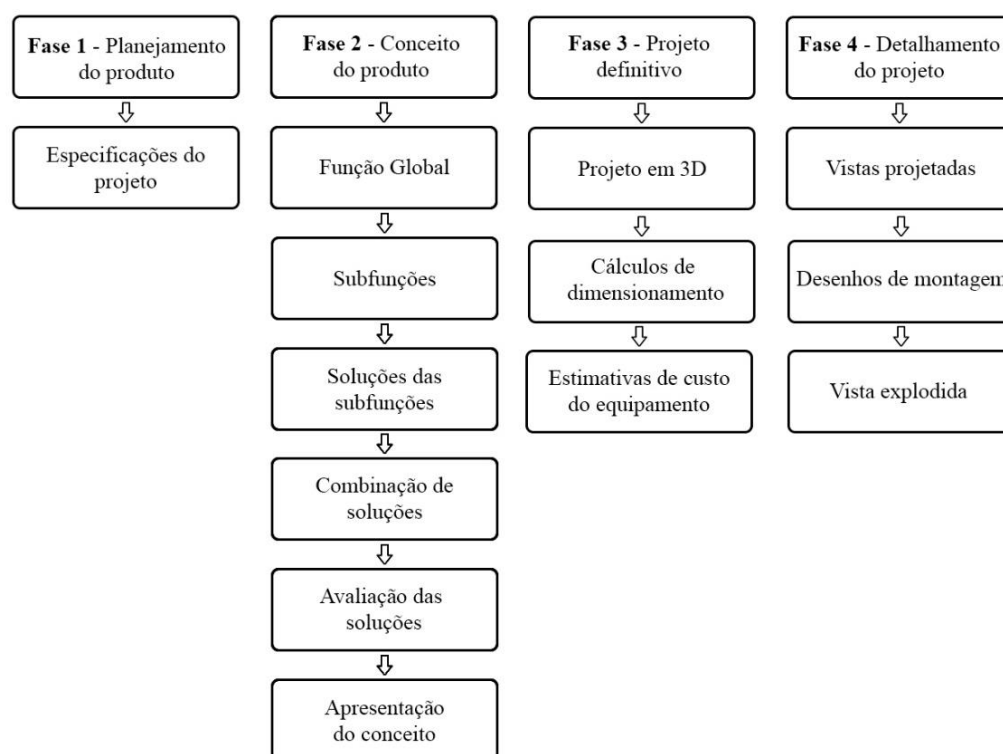 Fase 1 - Planejamento
do produto
Especificações do
projeto
Fase 2 - Conceito
do produto
Função Global
Subfunções
Soluções das
subfunções
Combinação de
soluções
Avaliação das
soluções
Apresentação
do conceito
Fase 3 - Projeto
definitivo
Projeto em 3D
Cálculos de
dimensionamento
Estimativas de custo
do equipamento
Fase 4 - Detalhamento
do projeto
Vistas projetadas
Desenhos de montagem
Vista explodida